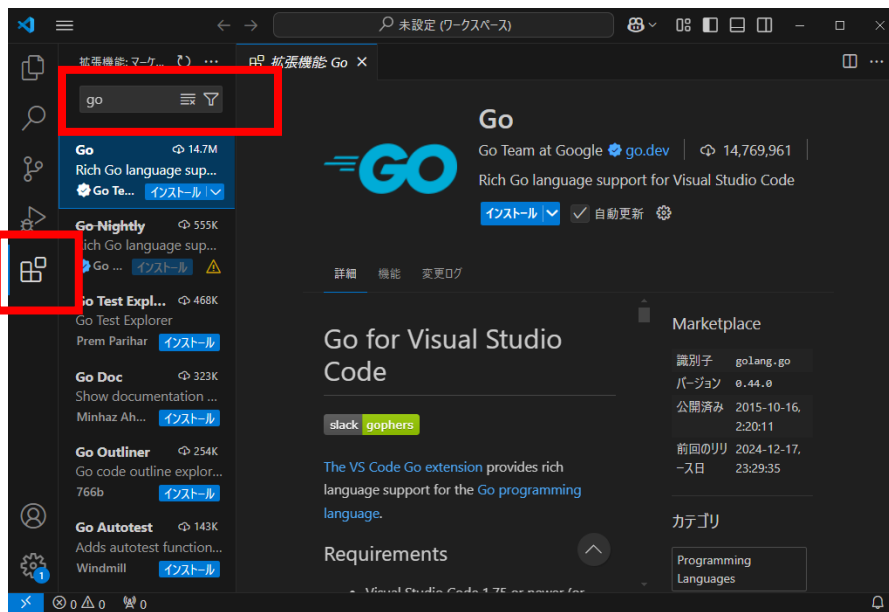 未設定 (ワークスペース)
拡張機能: マーケ...
拡張機能: Go
go
Go 14.7M
Rich Go language sup...
Go Te... インストール
Go Nightly 555K
Rich Go language sup...
Go ... インストール
Go Test Expl... 468K
Go Test Explorer
Prem Parihar インストール
Go Doc 323K
Show documentation ...
Minhaz Ah... インストール
Go Outliner 254K
Go code outline explor...
766b インストール
Go Autotest 143K
Adds autotest function...
Windmill インストール
GO
Go
Go Team at Google go.dev 14,769,961
Rich Go language support for Visual Studio Code
インストール 自動更新
詳細 機能 変更ログ
Go for Visual Studio
Code
slack gophers
The VS Code Go extension provides rich
language support for the Go programming
language.
Requirements
Visual Studio Code 1.75 or newer (or
Marketplace
識別子 golang.go
バージョン 0.44.0
公開済み 2015-10-16,
2:20:11
前回のリリ 2024-12-17,
ース日 23:29:35
カテゴリ
Programming
Languages
1
0 0 0